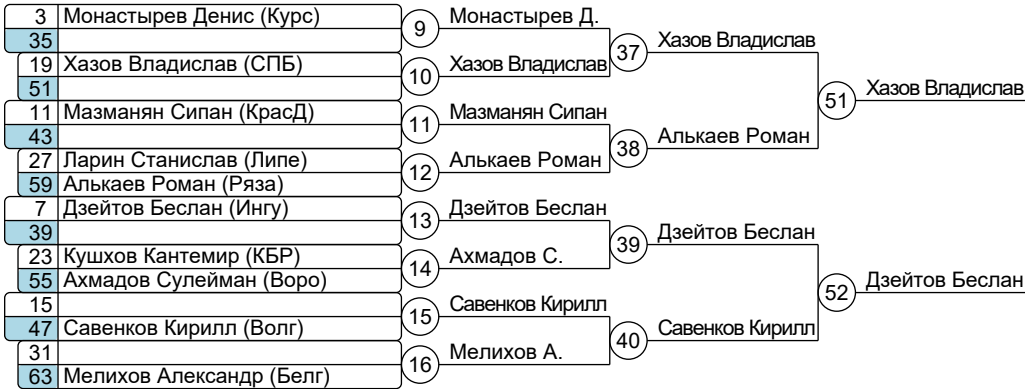 3 Монастырев Денис (Курс)
35
19 Хазов Владислав (СПБ)
51
11 Мазманян Сипан (КрасД)
43
27 Ларин Станислав (Липе)
59 Алькаев Роман (Ряза)
7 Дзейтов Беслан (Ингу)
39
23 Кушхов Кантемир (КБР)
55 Ахмадов Сулейман (Воро)
15
47 Савенков Кирилл (Волг)
31
63 Мелихов Александр (Белг)
9 Монастырев Д.
10 Хазов Владислав
11 Мазманян Сипан
12 Алькаев Роман
13 Дзейтов Беслан
14 Ахмадов С.
15 Савенков Кирилл
16 Мелихов А.
37 Хазов Владислав
38 Алькаев Роман
39 Дзейтов Беслан
40 Савенков Кирилл
51 Хазов Владислав
52 Дзейтов Беслан